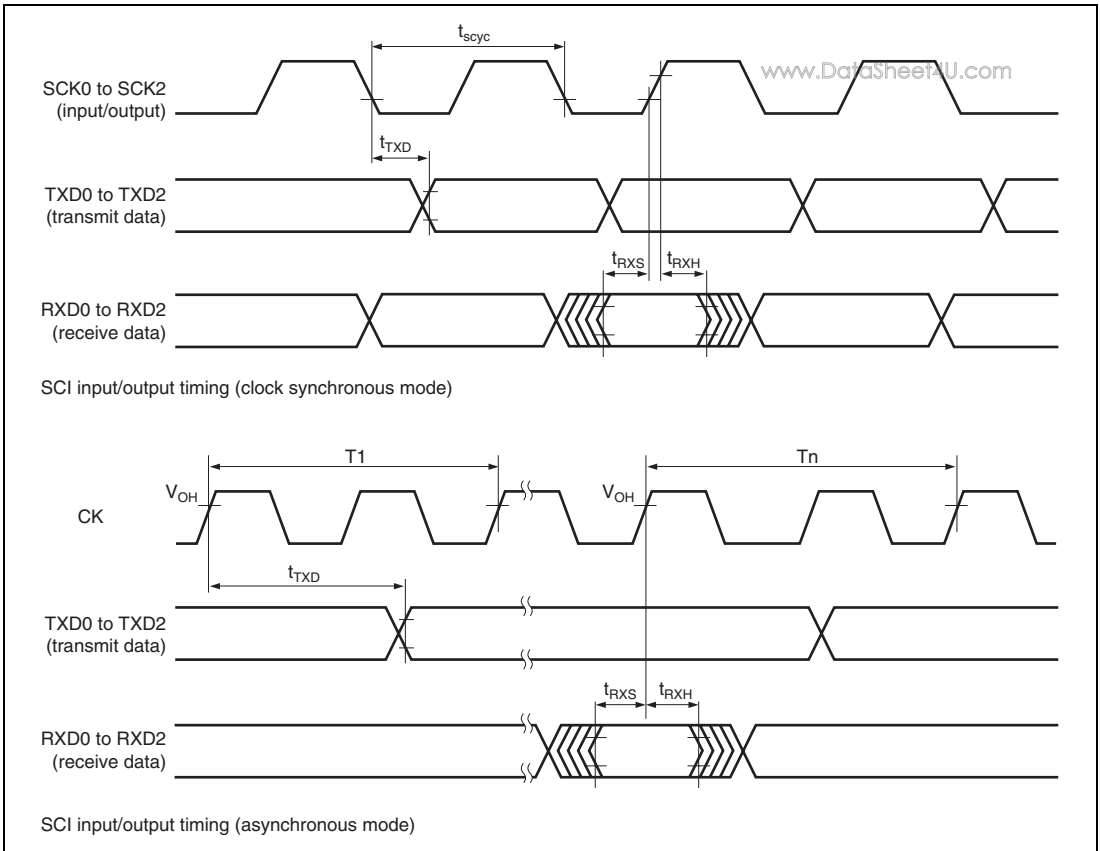 tscyc
www.DataSheet4U.com
SCK0 to SCK2
(input/output)
tTXD
TXD0 to TXD2
(transmit data)
tRXS tRXH
RXD0 to RXD2
(receive data)
SCI input/output timing (clock synchronous mode)
T1 Tn
VOH VOH
CK
tTXD
TXD0 to TXD2
(transmit data)
tRXS tRXH
RXD0 to RXD2
(receive data)
SCI input/output timing (asynchronous mode)